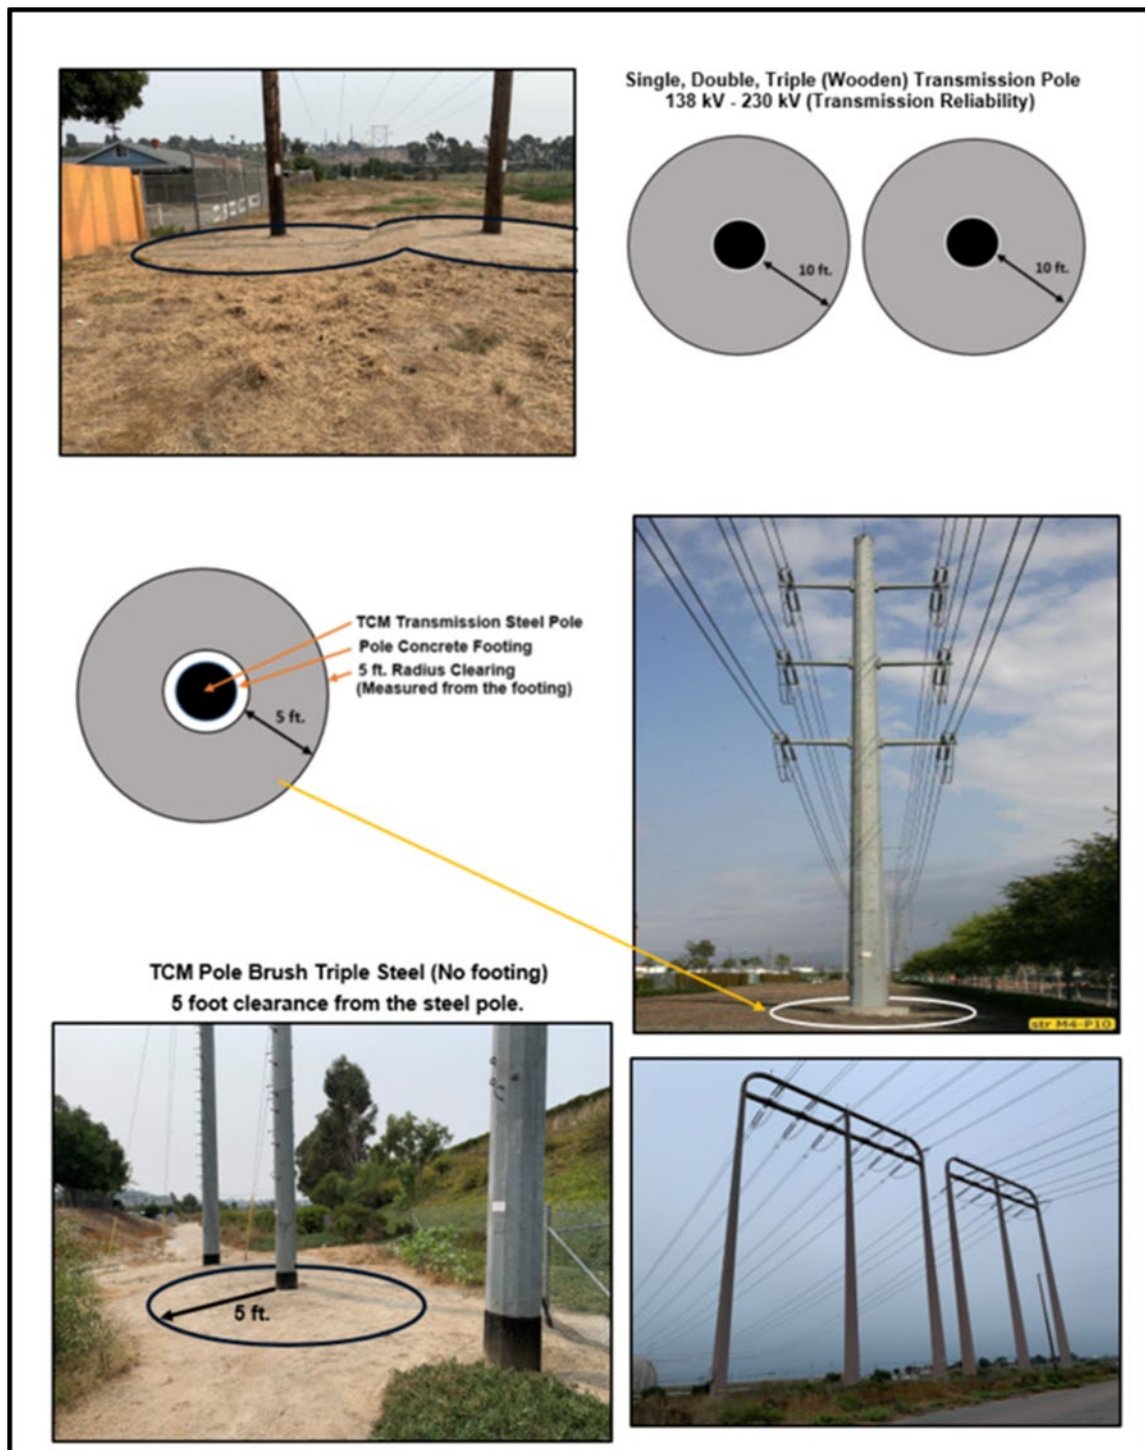 Single, Double, Triple (Wooden) Transmission Pole
138 kV - 230 kV (Transmission Reliability)
10 ft.
10 ft.
TCM Transmission Steel Pole
Pole Concrete Footing
5 ft. Radius Clearing
(Measured from the footing)
5 ft.
str M4-P10
TCM Pole Brush Triple Steel (No footing)
5 foot clearance from the steel pole.
5 ft.